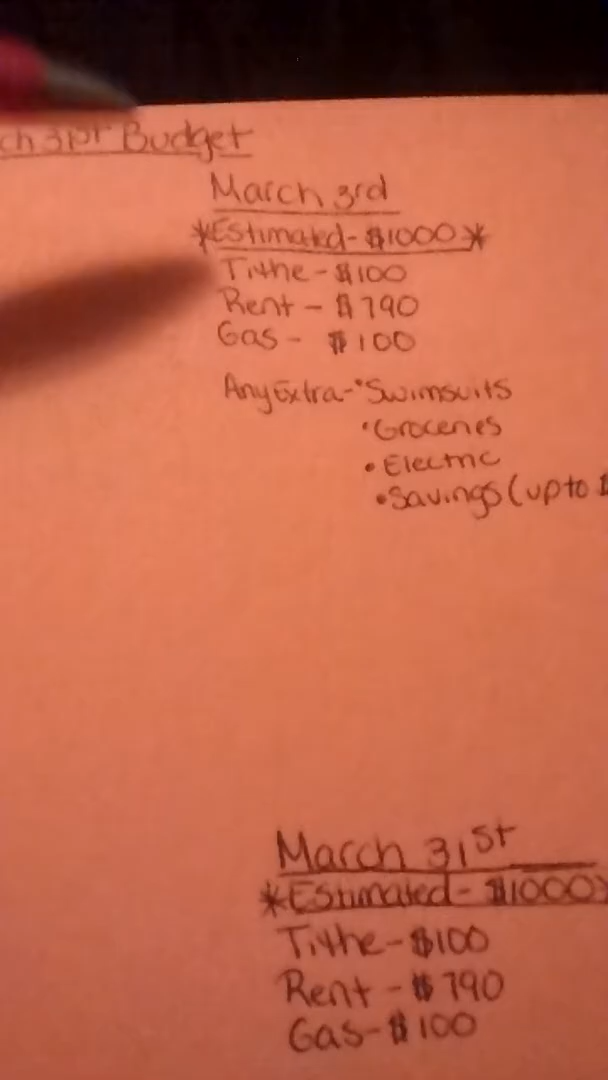 Budget
March 3rd
*Estimated-$1000*
Tithe-$100
Rent-$790
Gas- $100
Any Extra-•Swimsuits
•Groceries
•Electric
•Savings (up to
March 31st
*Estimated-$1000
Tithe-$100
Rent-$790
Gas-$100